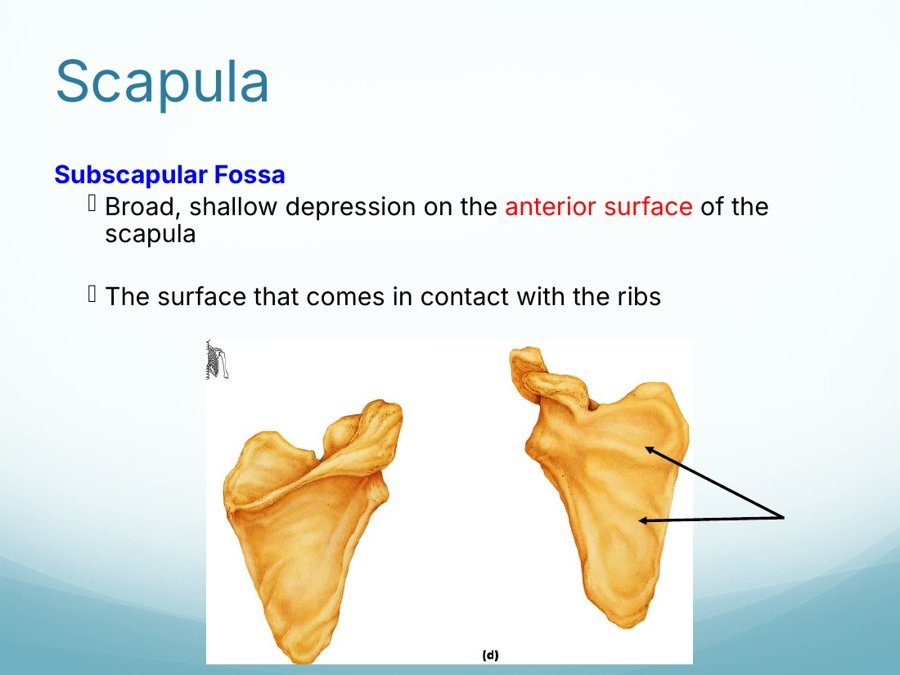 Scapula
Subscapular Fossa
Broad, shallow depression on the anterior surface of the
scapula
The surface that comes in contact with the ribs
(d)